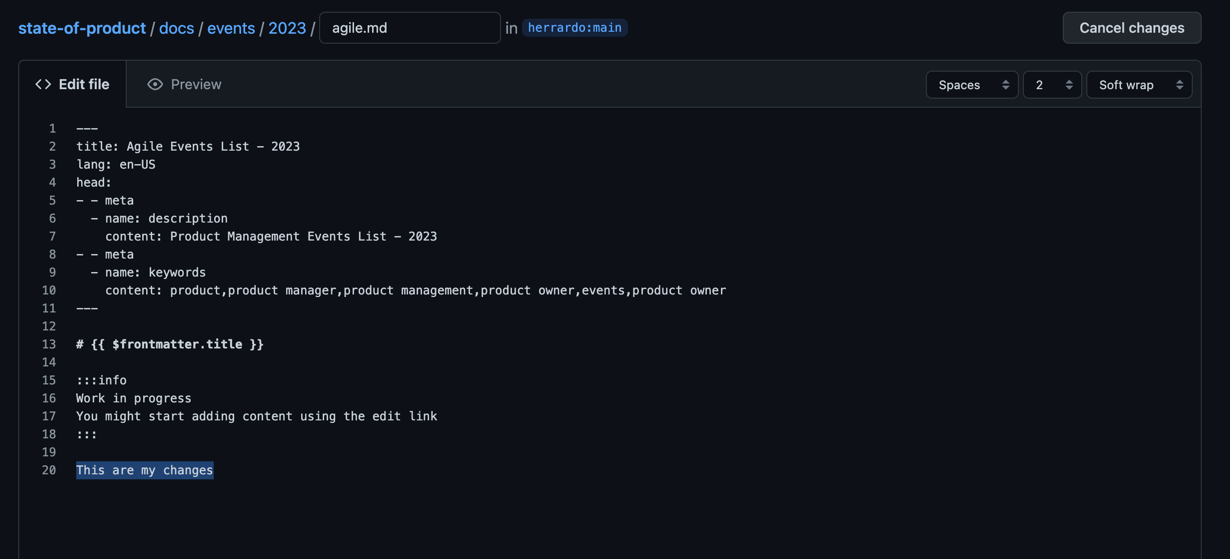 state-of-product / docs / events / 2023 / agile.md in herrardo:main Cancel changes
<> Edit file Preview Spaces 2 Soft wrap
1 ---
2 title: Agile Events List - 2023
3 lang: en-US
4 head:
5 - - meta
6 - name: description
7 content: Product Management Events List - 2023
8 - - meta
9 - name: keywords
10 content: product,product manager,product management,product owner,events,product owner
11 ---
12
13 # {{ $frontmatter.title }}
14
15 :::info
16 Work in progress
17 You might start adding content using the edit link
18 :::
19
20 This are my changes